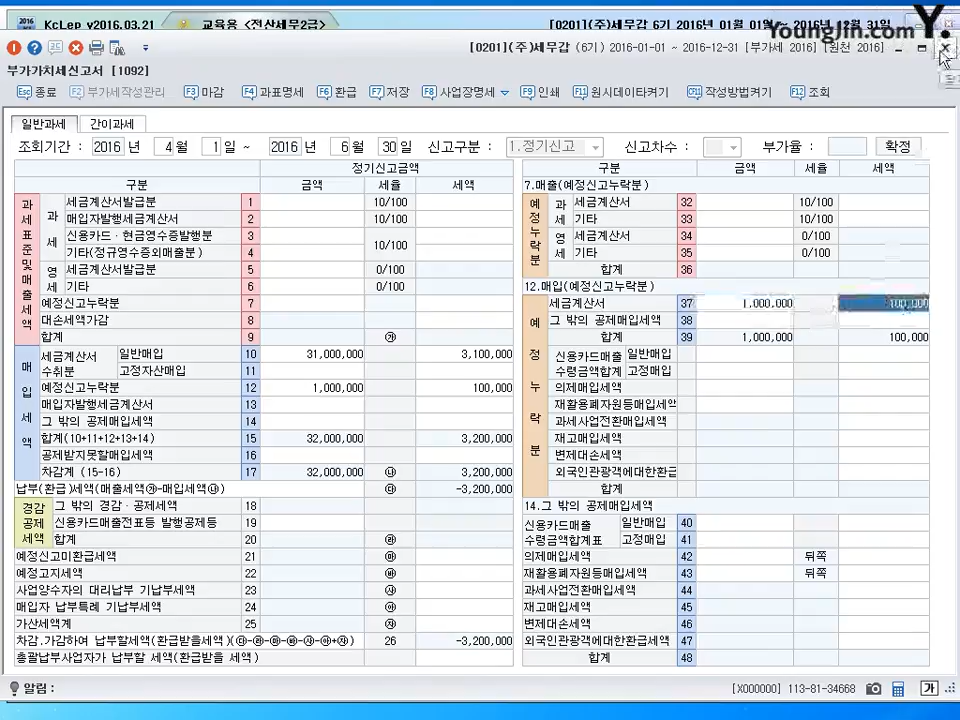 KcLep v2016.03.21 교육용 <전산세무2급> [0201](주)세무갑 6기 2016년 01월 01일~ 2016년 12월 31일
YoungJin.com Y.
[0201](주)세무갑 (6기) 2016-01-01 ~ 2016-12-31 [부가세 2016] [원천 2016]
부가가치세신고서 [1092]
Esc 종료 F2 부가세작성관리 F3 마감 F4 과표명세 F6 환급 F7 저장 F8 사업장명세 F9 인쇄 F11 원시데이타켜기 CF11 작성방법켜기 F12 조회
일반과세 간이과세
조회기간 : 2016 년 4 월 1 일 ~ 2016 년 6 월 30 일 신고구분 : 1.정기신고 신고차수 : 부가율 : 확정
정기신고금액
구분 금액 세율 세액
과세표준및매출세액
과세 세금계산서발급분 1 10/100
매입자발행세금계산서 2 10/100
신용카드·현금영수증발행분 3 10/100
기타(정규영수증외매출분) 4
영세 세금계산서발급분 5 0/100
기타 6 0/100
예정신고누락분 7
대손세액가감 8
합계 9 ㉮
매입세액
세금계산서 수취분 일반매입 10 31,000,000 3,100,000
고정자산매입 11
예정신고누락분 12 1,000,000 100,000
매입자발행세금계산서 13
그 밖의 공제매입세액 14
합계(10+11+12+13+14) 15 32,000,000 3,200,000
공제받지못할매입세액 16
차감계 (15-16) 17 32,000,000 ㉯ 3,200,000
납부(환급)세액(매출세액㉮-매입세액㉯) ㉰ -3,200,000
경감공제세액
그 밖의 경감·공제세액 18
신용카드매출전표등 발행공제등 19
합계 20 ㉱
예정신고미환급세액 21 ㉲
예정고지세액 22 ㉳
사업양수자의 대리납부 기납부세액 23 ㉴
매입자 납부특례 기납부세액 24 ㉵
가산세액계 25 ㉶
차감.가감하여 납부할세액(환급받을세액)(㉰-㉱-㉲-㉳-㉴-㉵+㉶) 26 -3,200,000
총괄납부사업자가 납부할 세액(환급받을 세액)
구분 금액 세율 세액
7.매출(예정신고누락분)
예정누락분
과세 세금계산서 32 10/100
기타 33 10/100
영세 세금계산서 34 0/100
기타 35 0/100
합계 36
12.매입(예정신고누락분)
예정누락분
세금계산서 37 1,000,000 100,000
그 밖의 공제매입세액 38
합계 39 1,000,000 100,000
신용카드매출 수령금액합계 일반매입
고정매입
의제매입세액
재활용폐자원등매입세액
과세사업전환매입세액
재고매입세액
변제대손세액
외국인관광객에대한환급
합계
14.그 밖의 공제매입세액
신용카드매출 수령금액합계표 일반매입 40
고정매입 41
의제매입세액 42 뒤쪽
재활용폐자원등매입세액 43 뒤쪽
과세사업전환매입세액 44
재고매입세액 45
변제대손세액 46
외국인관광객에대한환급세액 47
합계 48
알림 : [X000000] 113-81-34668 가